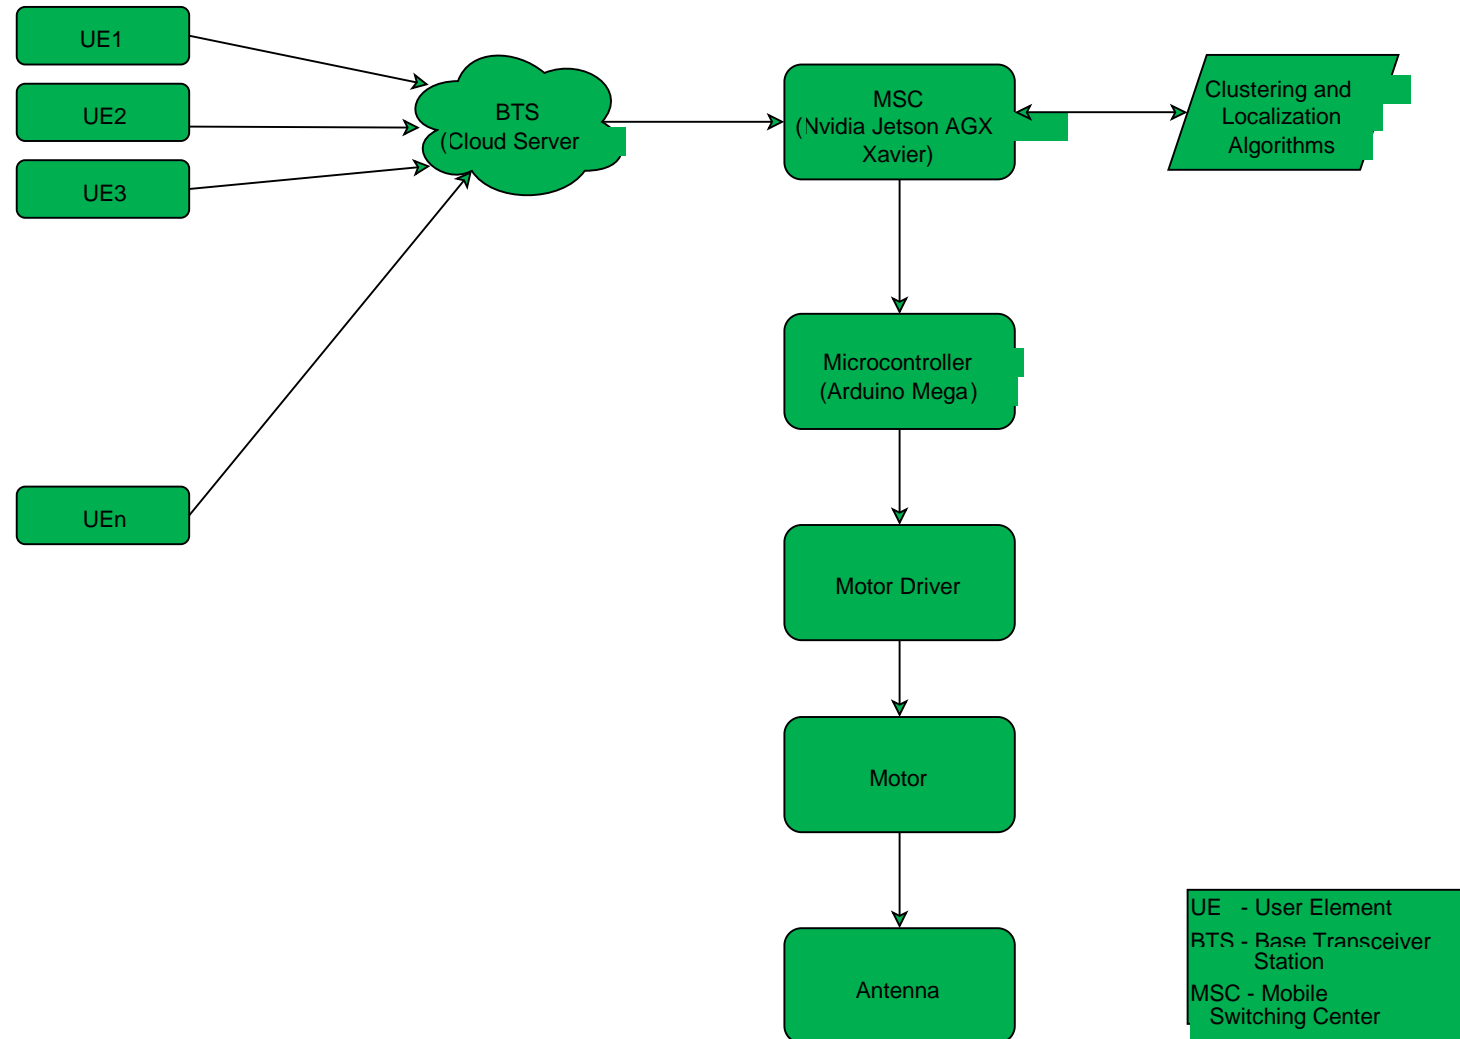 UE1
UE2
UE3
UEn
BTS
(Cloud Server
MSC
(Nvidia Jetson AGX
Xavier)
Clustering and
Localization
Algorithms
Microcontroller
(Arduino Mega)
Motor Driver
Motor
Antenna
UE - User Element
BTS - Base Transceiver
Station
MSC - Mobile
Switching Center